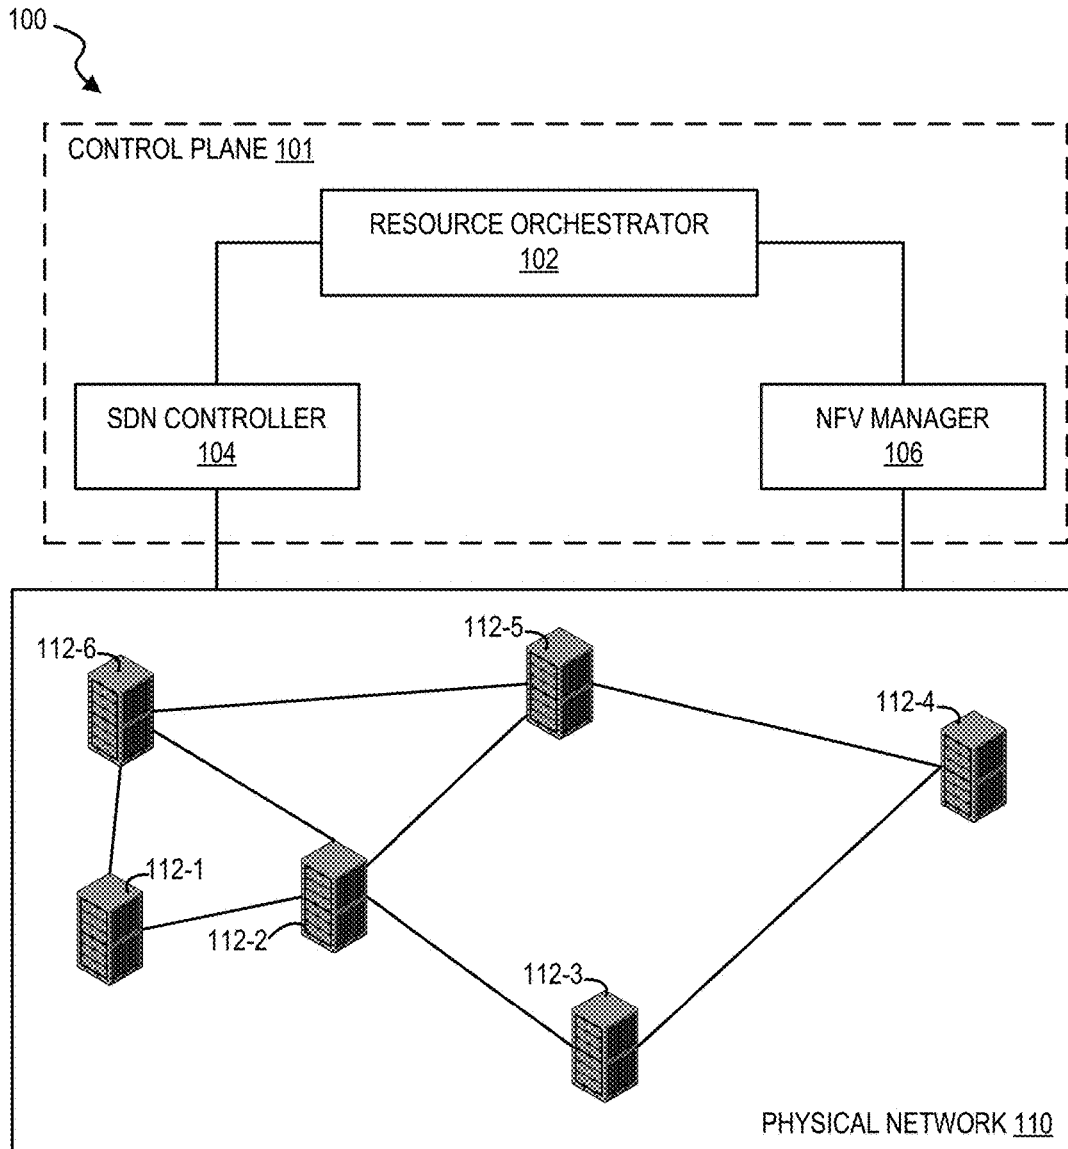 100
CONTROL PLANE 101
RESOURCE ORCHESTRATOR
102
SDN CONTROLLER
104
NFV MANAGER
106
112-6
112-5
112-4
112-1
112-2
112-3
PHYSICAL NETWORK 110